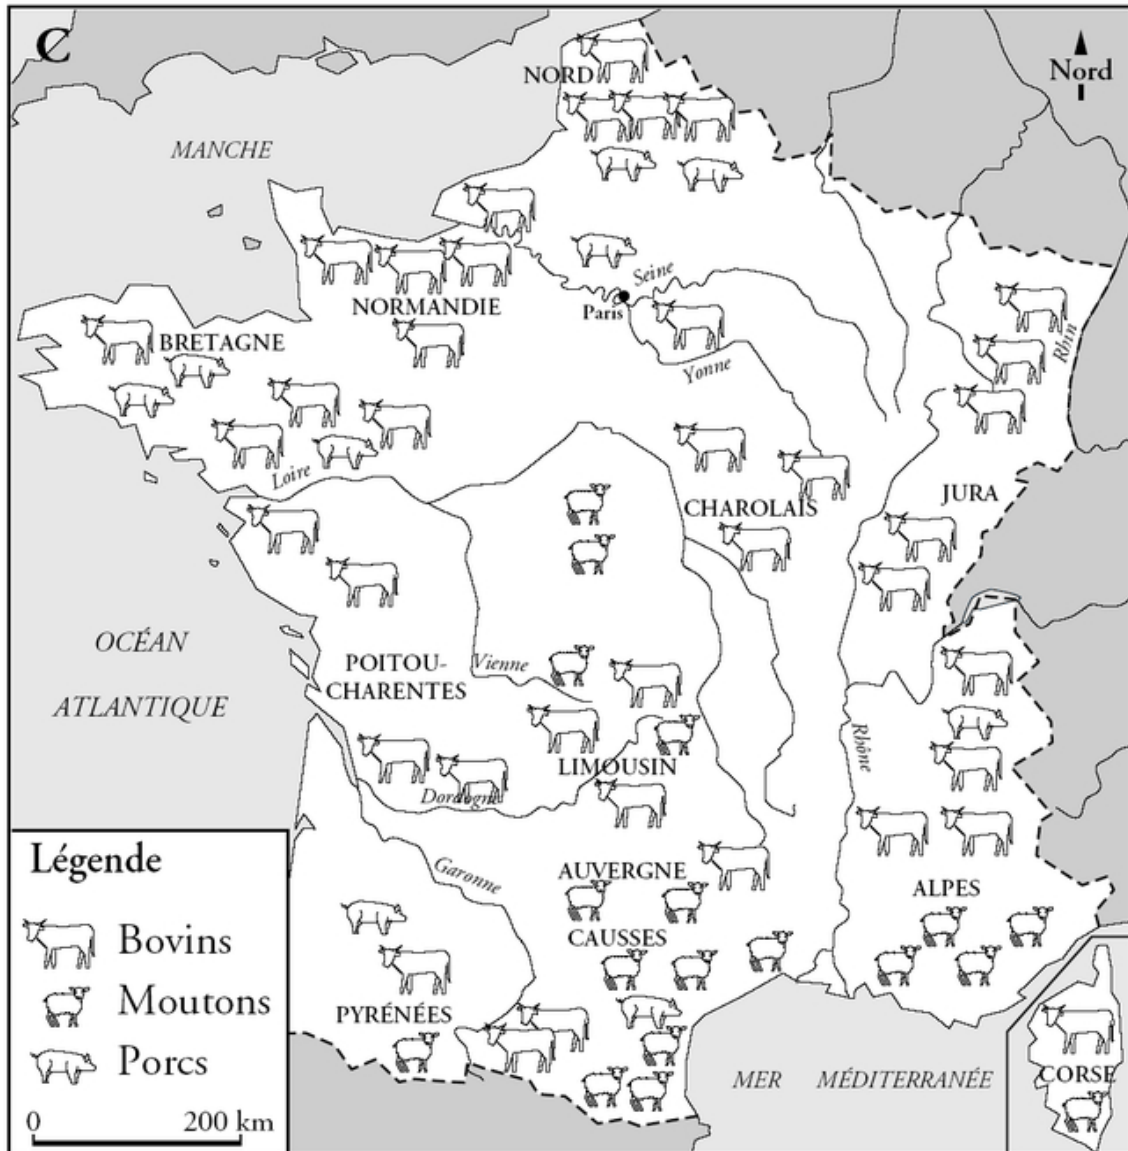 C
Nord
NORD
MANCHE
Seine
Paris
NORMANDIE
BRETAGNE
Rhin
Yonne
Loire
CHAROLAIS
JURA
OCÉAN
ATLANTIQUE
POITOU-
CHARENTES
Vienne
Rhône
LIMOUSIN
Dordogne
Garonne
AUVERGNE
ALPES
CAUSSES
PYRÉNÉES
MER MÉDITERRANÉE
CORSE
Légende
Bovins
Moutons
Porcs
0 200 km